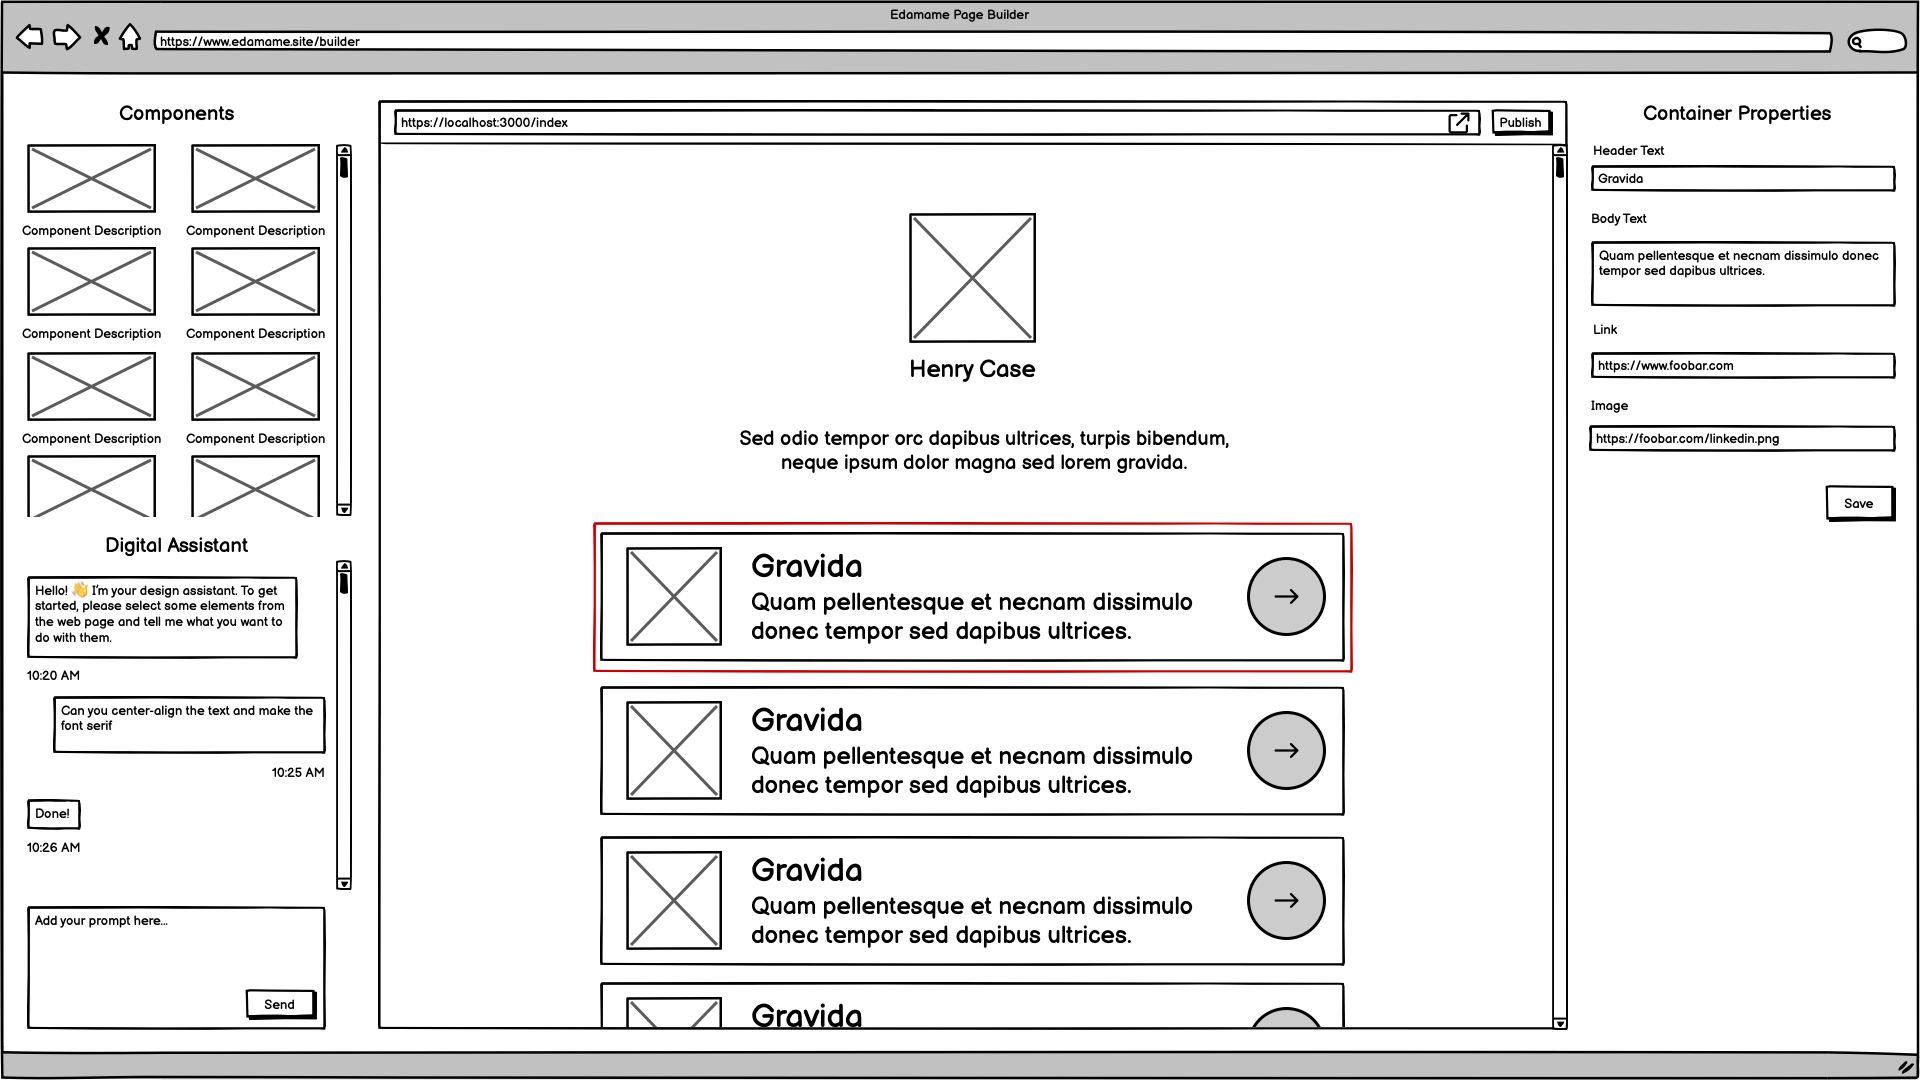 Edamame Page Builder
https://www.edamame.site/builder
Components
Component Description
Component Description
Component Description
Component Description
Component Description
Component Description
Digital Assistant
Hello! 👋 I'm your design assistant. To get
started, please select some elements from
the web page and tell me what you want to
do with them.
10:20 AM
Can you center-align the text and make the
font serif
10:25 AM
Done!
10:26 AM
Add your prompt here...
Send
https://localhost:3000/index
Publish
Henry Case
Sed odio tempor orc dapibus ultrices, turpis bibendum,
neque ipsum dolor magna sed lorem gravida.
Gravida
Quam pellentesque et necnam dissimulo
donec tempor sed dapibus ultrices.
Gravida
Quam pellentesque et necnam dissimulo
donec tempor sed dapibus ultrices.
Gravida
Quam pellentesque et necnam dissimulo
donec tempor sed dapibus ultrices.
Gravida
Container Properties
Header Text
Gravida
Body Text
Quam pellentesque et necnam dissimulo donec
tempor sed dapibus ultrices.
Link
https://www.foobar.com
Image
https://foobar.com/linkedin.png
Save